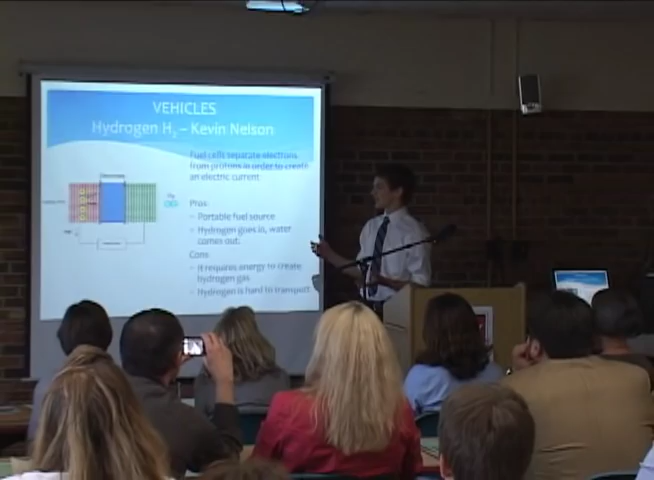 VEHICLES
Hydrogen H₂ – Kevin Nelson
Fuel cells separate electrons
from protons in order to create
an electric current
Pros
- Portable fuel source
- Hydrogen goes in, water
comes out:
Cons
- It requires energy to create
hydrogen gas
- Hydrogen is hard to transport